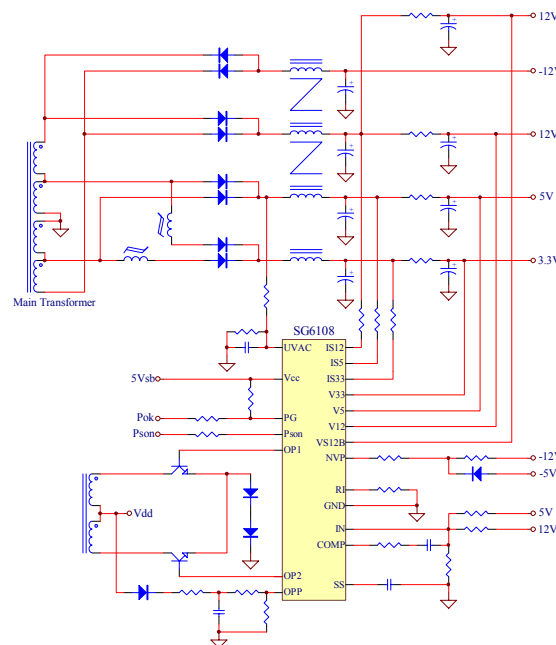 12V
-12V
12V
5V
3.3V
Main Transformer
SG6108
UVAC
IS12
IS5
5Vsb
Vcc
IS33
V33
V5
Pok
PG
V12
Pson
Pson
VS12B
OP1
NVP
-12V
-5V
RI
GND
Vdd
5V
IN
12V
COMP
OP2
SS
OPP